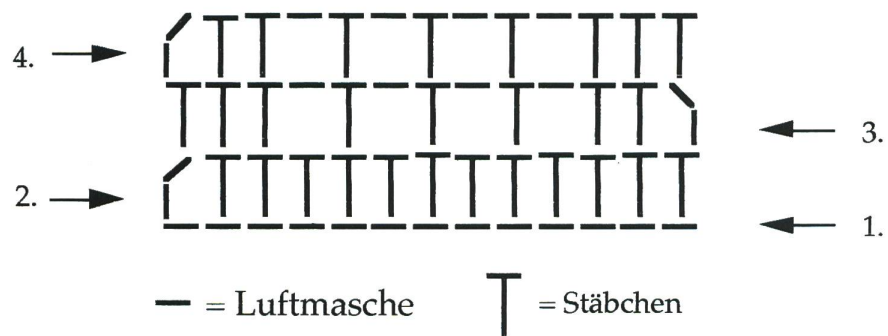 4.
3.
2.
1.
= Luftmasche
= Stäbchen